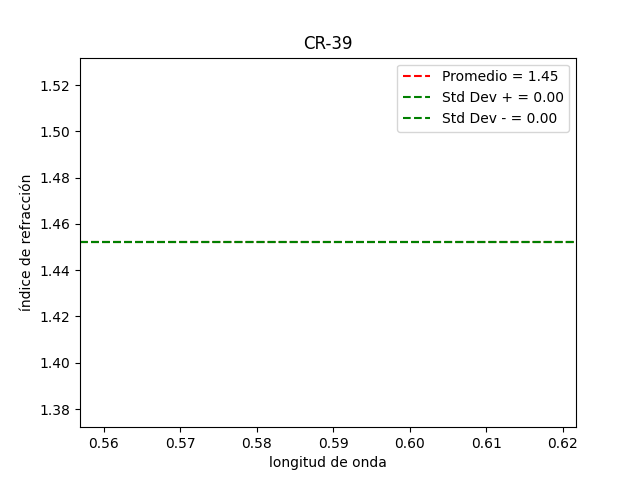 CR-39
Promedio = 1.45
Std Dev + = 0.00
Std Dev - = 0.00
1.52
1.50
1.48
1.46
1.44
1.42
1.40
1.38
índice de refracción
0.56 0.57 0.58 0.59 0.60 0.61 0.62
longitud de onda